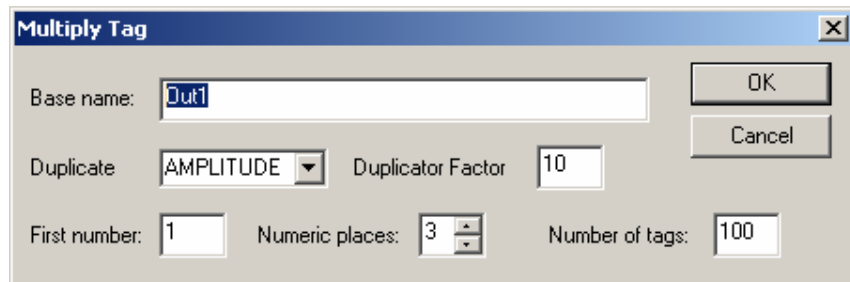 Multiply Tag
Base name: Out1 OK
Cancel
Duplicate AMPLITUDE Duplicator Factor 10
First number: 1 Numeric places: 3 Number of tags: 100